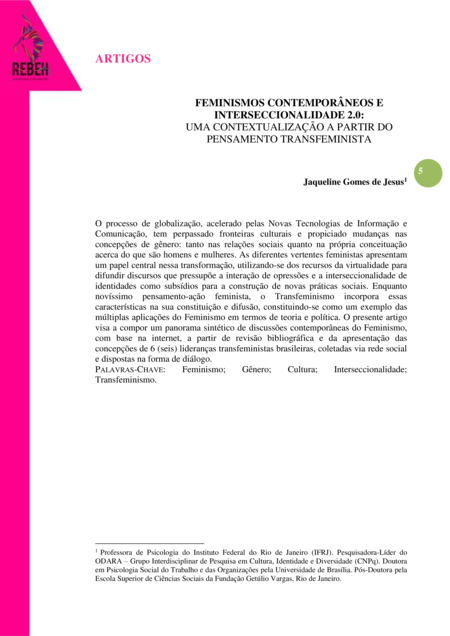 REBEH
ARTIGOS
FEMINISMOS CONTEMPORÂNEOS E
INTERSECCIONALIDADE 2.0:
UMA CONTEXTUALIZAÇÃO A PARTIR DO
PENSAMENTO TRANSFEMINISTA
5
Jaqueline Gomes de Jesus¹
O processo de globalização, acelerado pelas Novas Tecnologias de Informação e
Comunicação, tem perpassado fronteiras culturais e propiciado mudanças nas
concepções de gênero: tanto nas relações sociais quanto na própria conceituação
acerca do que são homens e mulheres. As diferentes vertentes feministas apresentam
um papel central nessa transformação, utilizando-se dos recursos da virtualidade para
difundir discursos que pressupõe a interação de opressões e a interseccionalidade de
identidades como subsídios para a construção de novas práticas sociais. Enquanto
novíssimo pensamento-ação feminista, o Transfeminismo incorpora essas
características na sua constituição e difusão, constituindo-se como um exemplo das
múltiplas aplicações do Feminismo em termos de teoria e política. O presente artigo
visa a compor um panorama sintético de discussões contemporâneas do Feminismo,
com base na internet, a partir de revisão bibliográfica e da apresentação das
concepções de 6 (seis) lideranças transfeministas brasileiras, coletadas via rede social
e dispostas na forma de diálogo.
PALAVRAS-CHAVE: Feminismo; Gênero; Cultura; Interseccionalidade;
Transfeminismo.
¹ Professora de Psicologia do Instituto Federal do Rio de Janeiro (IFRJ). Pesquisadora-Líder do
ODARA – Grupo Interdisciplinar de Pesquisa em Cultura, Identidade e Diversidade (CNPq). Doutora
em Psicologia Social do Trabalho e das Organizações pela Universidade de Brasília. Pós-Doutora pela
Escola Superior de Ciências Sociais da Fundação Getúlio Vargas, Rio de Janeiro.